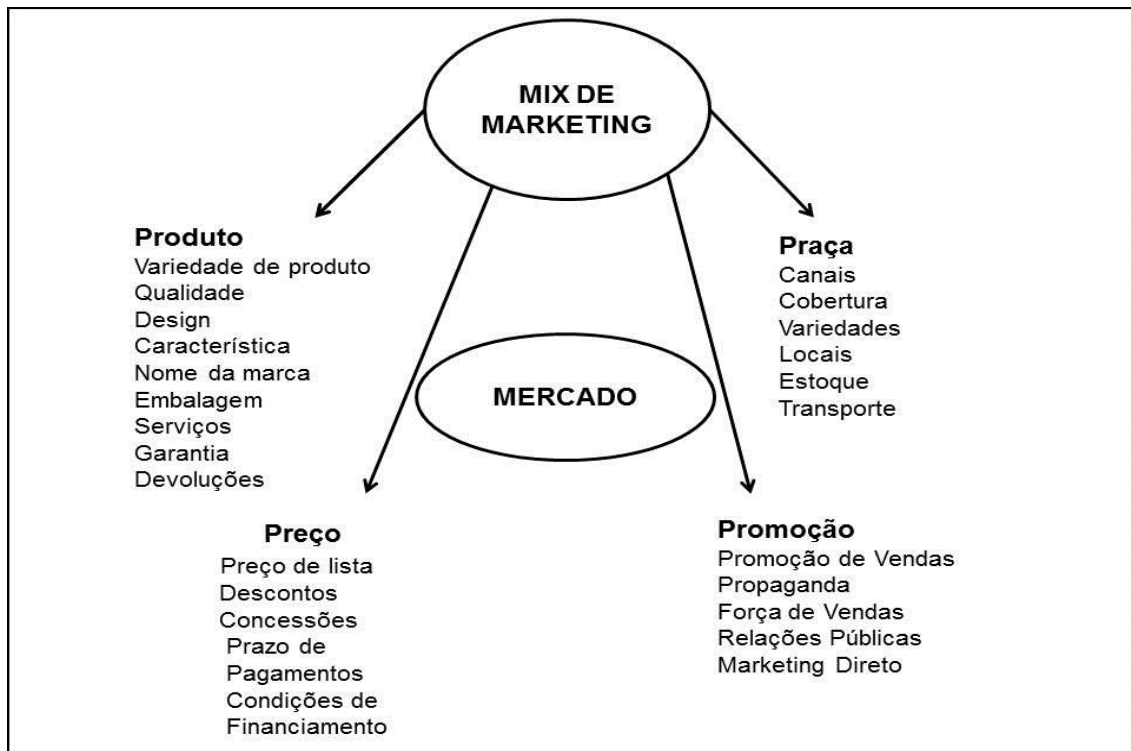 MIX DE
MARKETING
Produto
Variedade de produto
Qualidade
Design
Característica
Nome da marca
Embalagem
Serviços
Garantia
Devoluções
Praça
Canais
Cobertura
Variedades
Locais
Estoque
Transporte
MERCADO
Preço
Preço de lista
Descontos
Concessões
Prazo de
Pagamentos
Condições de
Financiamento
Promoção
Promoção de Vendas
Propaganda
Força de Vendas
Relações Públicas
Marketing Direto